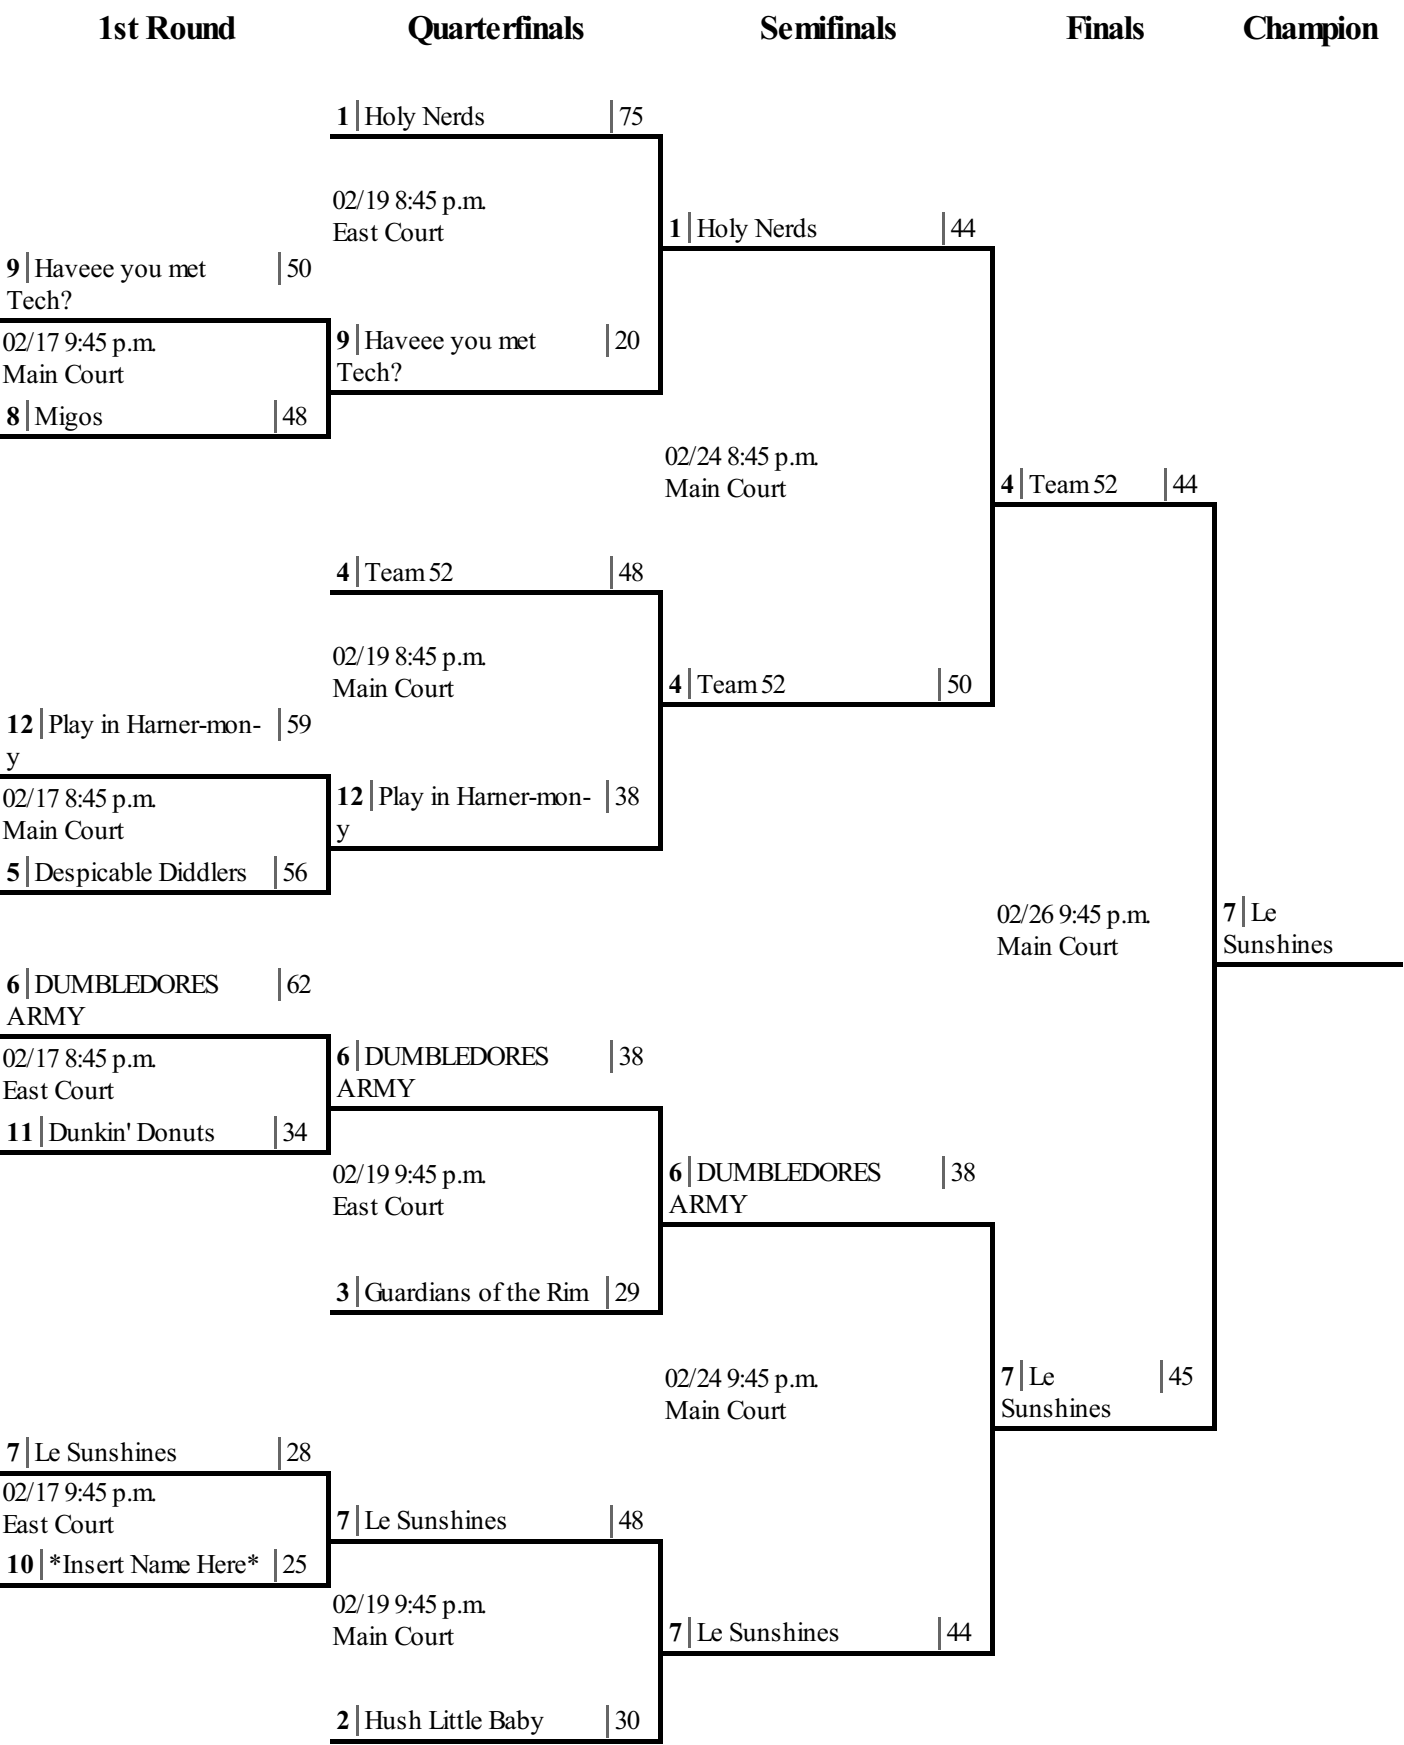 1st Round Quarterfinals Semifinals Finals Champion
1 Holy Nerds 75
02/19 8:45 p.m.
East Court
1 Holy Nerds 44
9 Haveee you met 50
Tech?
02/17 9:45 p.m.
Main Court
9 Haveee you met 20
Tech?
8 Migos 48
02/24 8:45 p.m.
Main Court
4 Team 52 44
4 Team 52 48
02/19 8:45 p.m.
Main Court
4 Team 52 50
12 Play in Harner-mon- 59
y
02/17 8:45 p.m.
Main Court
12 Play in Harner-mon- 38
y
5 Despicable Diddlers 56
02/26 9:45 p.m.
Main Court
7 Le
Sunshines
6 DUMBLEDORES 62
ARMY
02/17 8:45 p.m.
East Court
6 DUMBLEDORES 38
ARMY
11 Dunkin' Donuts 34
02/19 9:45 p.m.
East Court
6 DUMBLEDORES 38
ARMY
3 Guardians of the Rim 29
02/24 9:45 p.m.
Main Court
7 Le 45
Sunshines
7 Le Sunshines 28
02/17 9:45 p.m.
East Court
7 Le Sunshines 48
10 *Insert Name Here* 25
02/19 9:45 p.m.
Main Court
7 Le Sunshines 44
2 Hush Little Baby 30